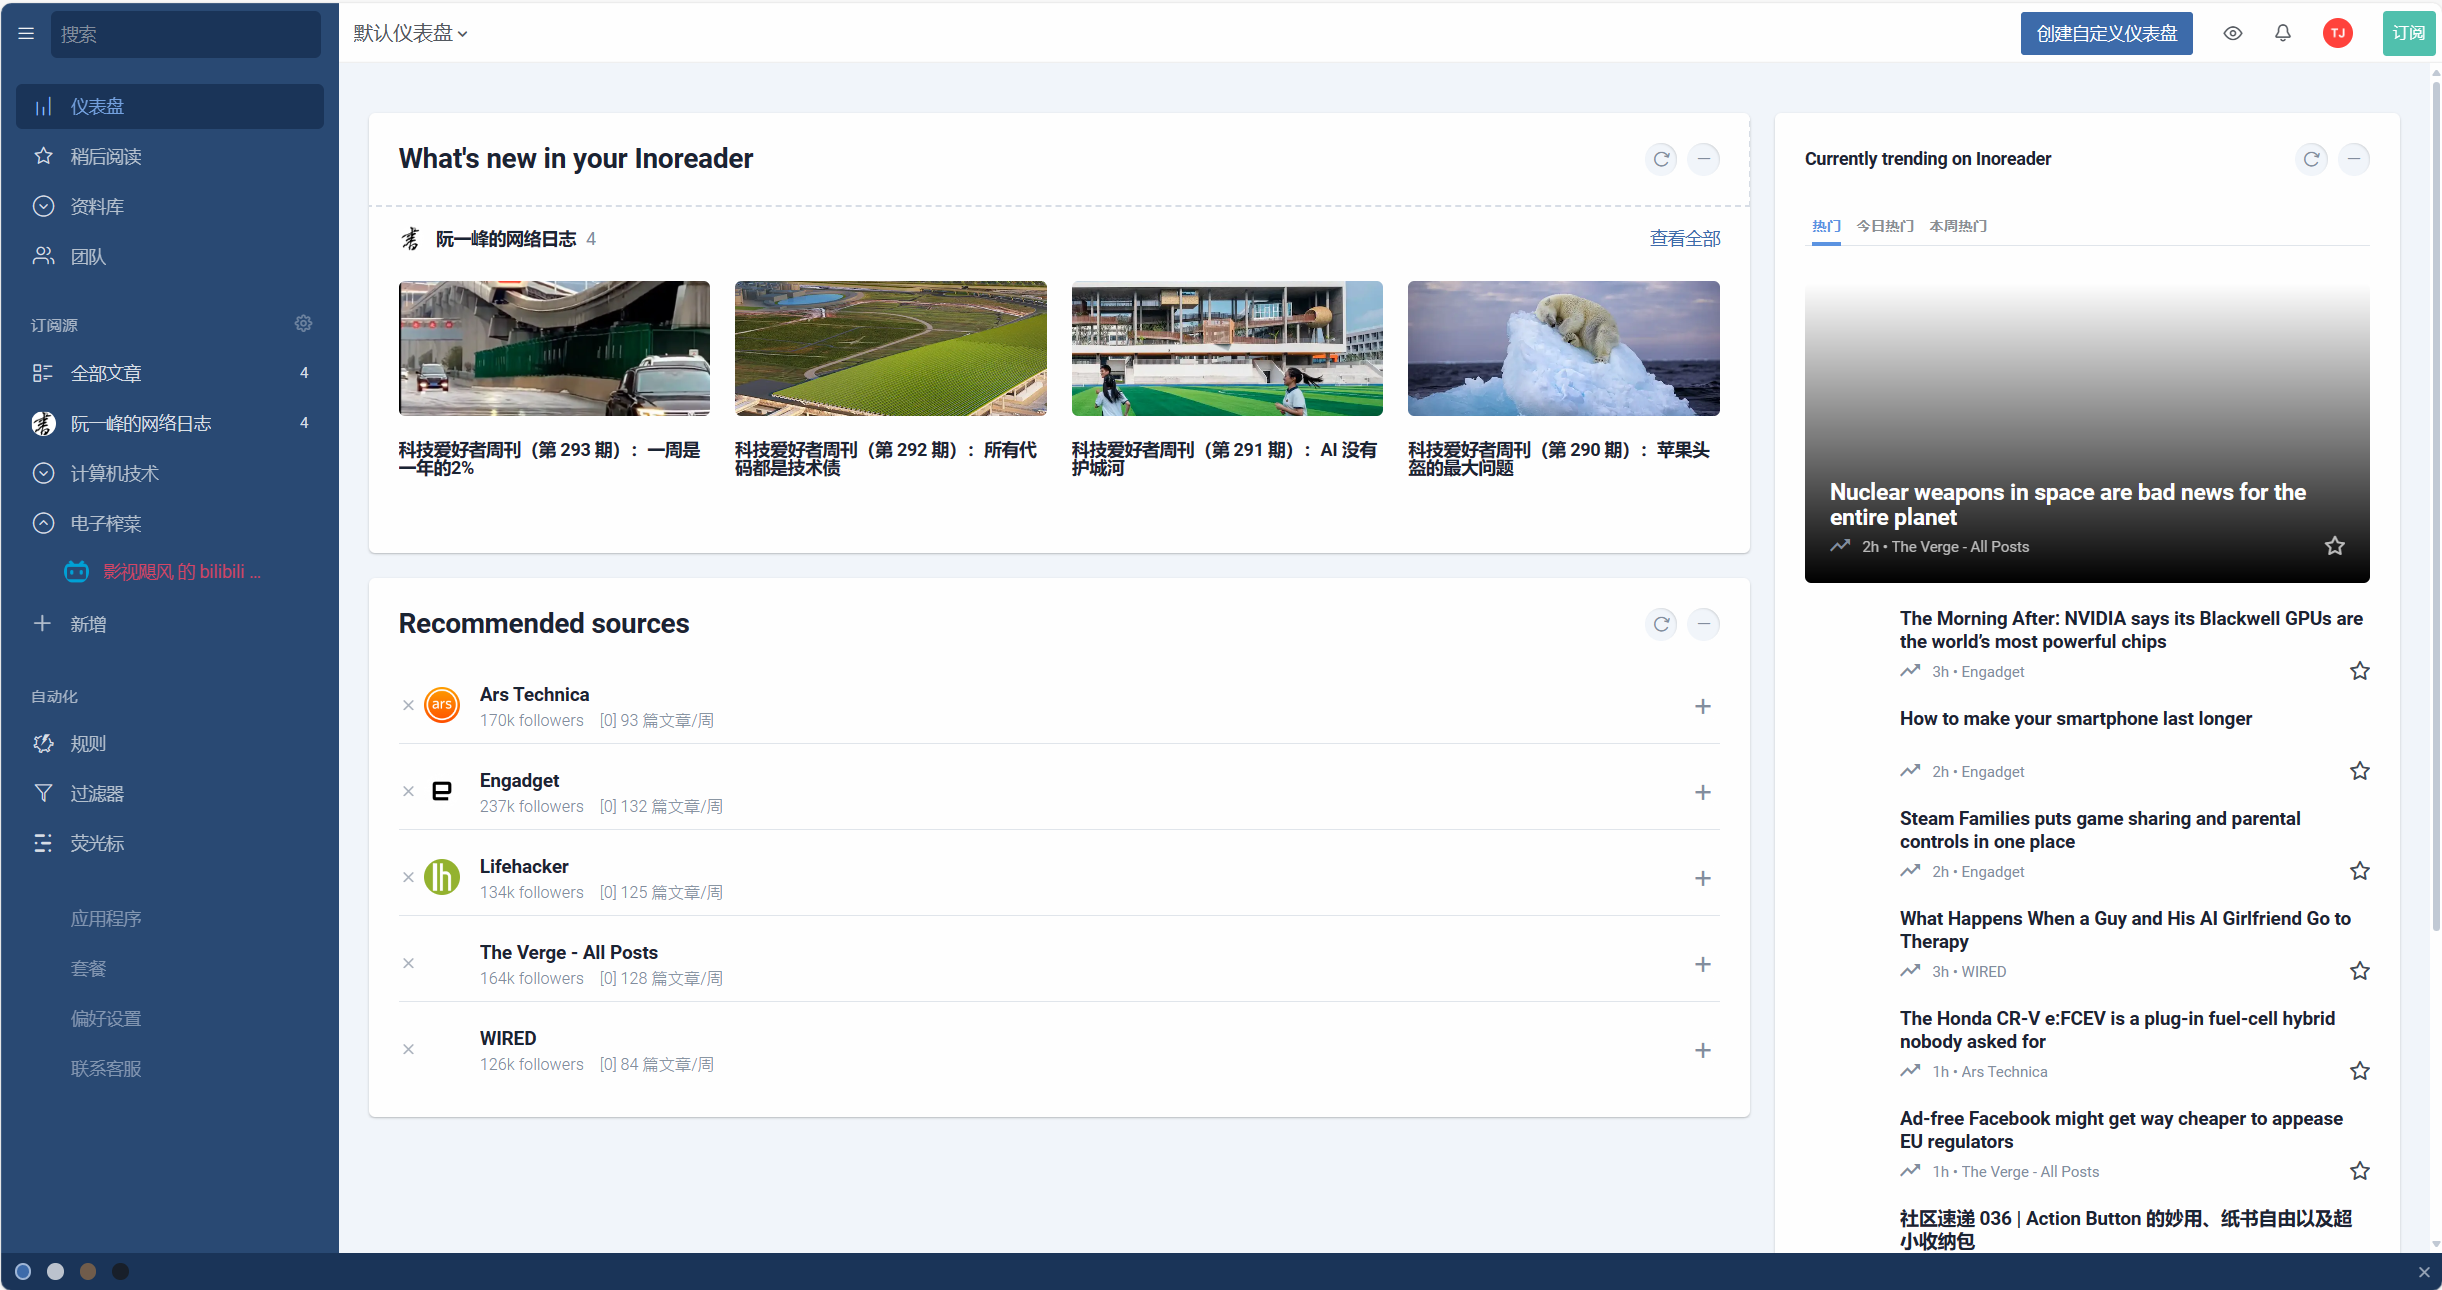 搜索
仪表盘
稍后阅读
资料库
团队
订阅源
全部文章 4
阮一峰的网络日志 4
计算机技术
电子榨菜
影视飓风 的 bilibili ...
新增
自动化
规则
过滤器
荧光标
应用程序
套餐
偏好设置
联系客服
默认仪表盘
创建自定义仪表盘
TJ
订阅
What's new in your Inoreader
阮一峰的网络日志 4
查看全部
科技爱好者周刊（第 293 期）：一周是
一年的2%
科技爱好者周刊（第 292 期）：所有代
码都是技术债
科技爱好者周刊（第 291 期）：AI 没有
护城河
科技爱好者周刊（第 290 期）：苹果头
盔的最大问题
Recommended sources
ars
Ars Technica
170k followers [0] 93 篇文章/周
Engadget
237k followers [0] 132 篇文章/周
lh
Lifehacker
134k followers [0] 125 篇文章/周
The Verge - All Posts
164k followers [0] 128 篇文章/周
WIRED
126k followers [0] 84 篇文章/周
Currently trending on Inoreader
热门 今日热门 本周热门
Nuclear weapons in space are bad news for the
entire planet
2h • The Verge - All Posts
The Morning After: NVIDIA says its Blackwell GPUs are
the world’s most powerful chips
3h • Engadget
How to make your smartphone last longer
2h • Engadget
Steam Families puts game sharing and parental
controls in one place
2h • Engadget
What Happens When a Guy and His AI Girlfriend Go to
Therapy
3h • WIRED
The Honda CR-V e:FCEV is a plug-in fuel-cell hybrid
nobody asked for
1h • Ars Technica
Ad-free Facebook might get way cheaper to appease
EU regulators
1h • The Verge - All Posts
社区速递 036 | Action Button 的妙用、纸书自由以及超
小收纳包